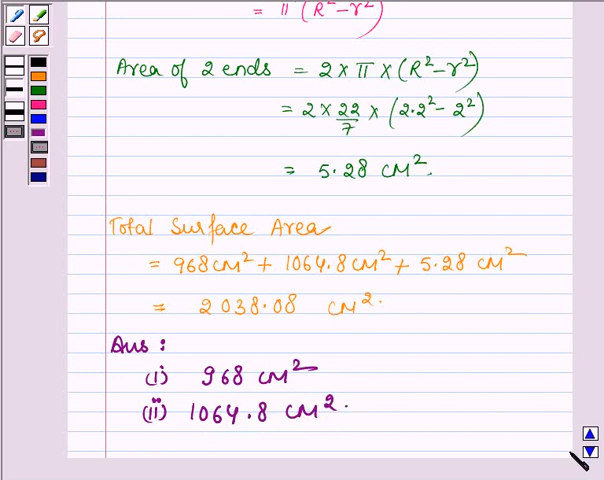 = π (R² - r²)
Area of 2 ends = 2 × π × (R² - r²)
= 2 × 22/7 × (2.2² - 2²)
= 5.28 cm².
Total Surface Area
= 968 cm² + 1064.8 cm² + 5.28 cm²
= 2038.08 cm².
Ans :
(i) 968 cm²
(ii) 1064.8 cm².